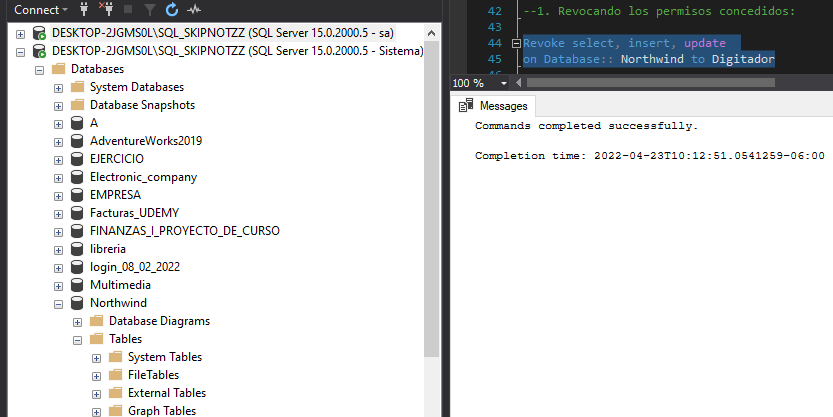 Connect
DESKTOP-2JGMS0L\SQL_SKIPNOTZZ (SQL Server 15.0.2000.5 - sa)
DESKTOP-2JGMS0L\SQL_SKIPNOTZZ (SQL Server 15.0.2000.5 - Sistema)
Databases
System Databases
Database Snapshots
A
AdventureWorks2019
EJERCICIO
Electronic_company
EMPRESA
Facturas_UDEMY
FINANZAS_I_PROYECTO_DE_CURSO
libreria
login_08_02_2022
Multimedia
Northwind
Database Diagrams
Tables
System Tables
FileTables
External Tables
Graph Tables
42 --1. Revocando los permisos concedidos:
43
44 Revoke select, insert, update
45 on Database:: Northwind to Digitador
100 %
Messages
Commands completed successfully.
Completion time: 2022-04-23T10:12:51.0541259-06:00